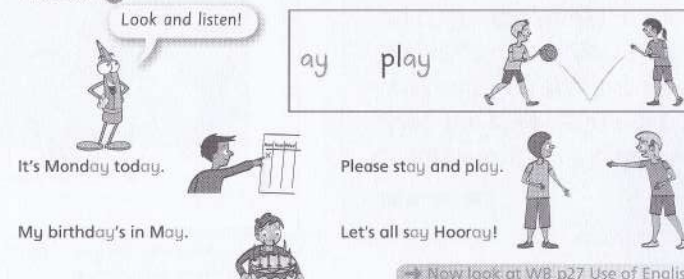 Look and listen!
ay play
It's Monday today.
Please stay and play.
My birthday's in May.
Let's all say Hooray!
→ Now look at WB p27 Use of English